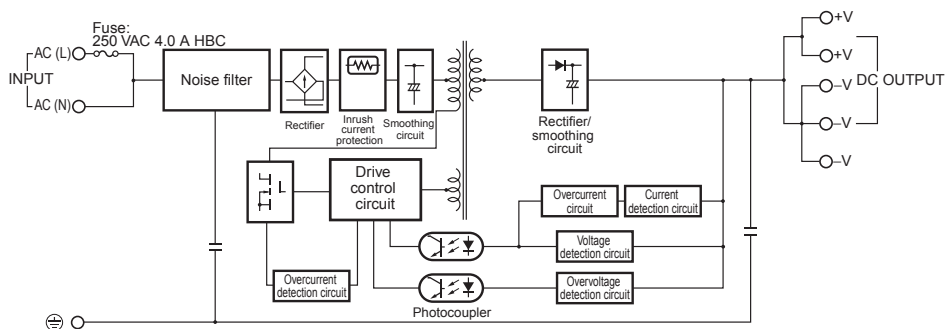 Fuse:
250 VAC 4.0 A HBC
AC (L)
INPUT
AC (N)
Noise filter
Rectifier
Inrush
current
protection
Smoothing
circuit
Rectifier/
smoothing
circuit
+V
+V
DC OUTPUT
–V
–V
–V
Drive
control
circuit
Overcurrent
circuit
Current
detection circuit
Voltage
detection circuit
Overcurrent
detection circuit
Overvoltage
detection circuit
Photocoupler